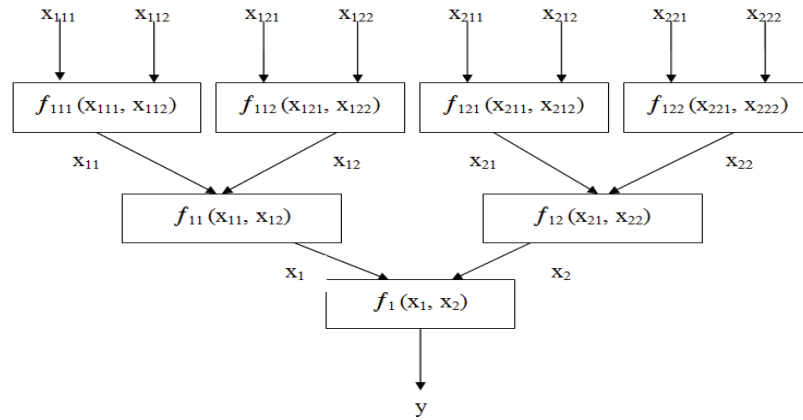 x₁₁₁ x₁₁₂ x₁₂₁ x₁₂₂ x₂₁₁ x₂₁₂ x₂₂₁ x₂₂₂
f₁₁₁ (x₁₁₁, x₁₁₂) f₁₁₂ (x₁₂₁, x₁₂₂) f₁₂₁ (x₂₁₁, x₂₁₂) f₁₂₂ (x₂₂₁, x₂₂₂)
x₁₁ x₁₂ x₂₁ x₂₂
f₁₁ (x₁₁, x₁₂) f₁₂ (x₂₁, x₂₂)
x₁ x₂
f₁ (x₁, x₂)
y